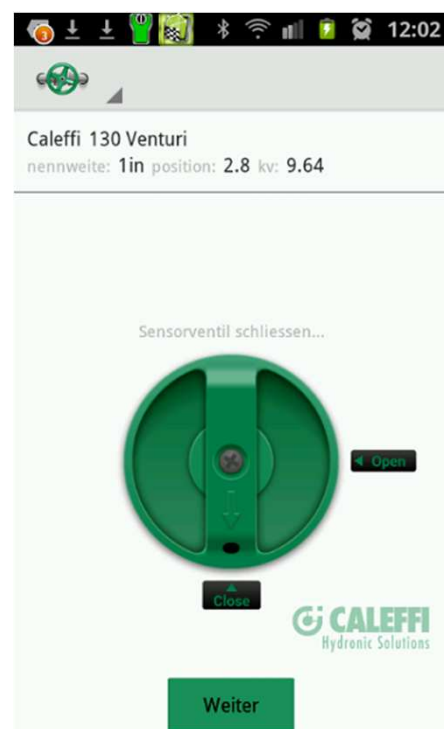 3
12:02
Caleffi 130 Venturi
nennweite: 1in position: 2.8 kv: 9.64
Sensorventil schliessen...
Open
Close
CALEFFI
Hydronic Solutions
Weiter